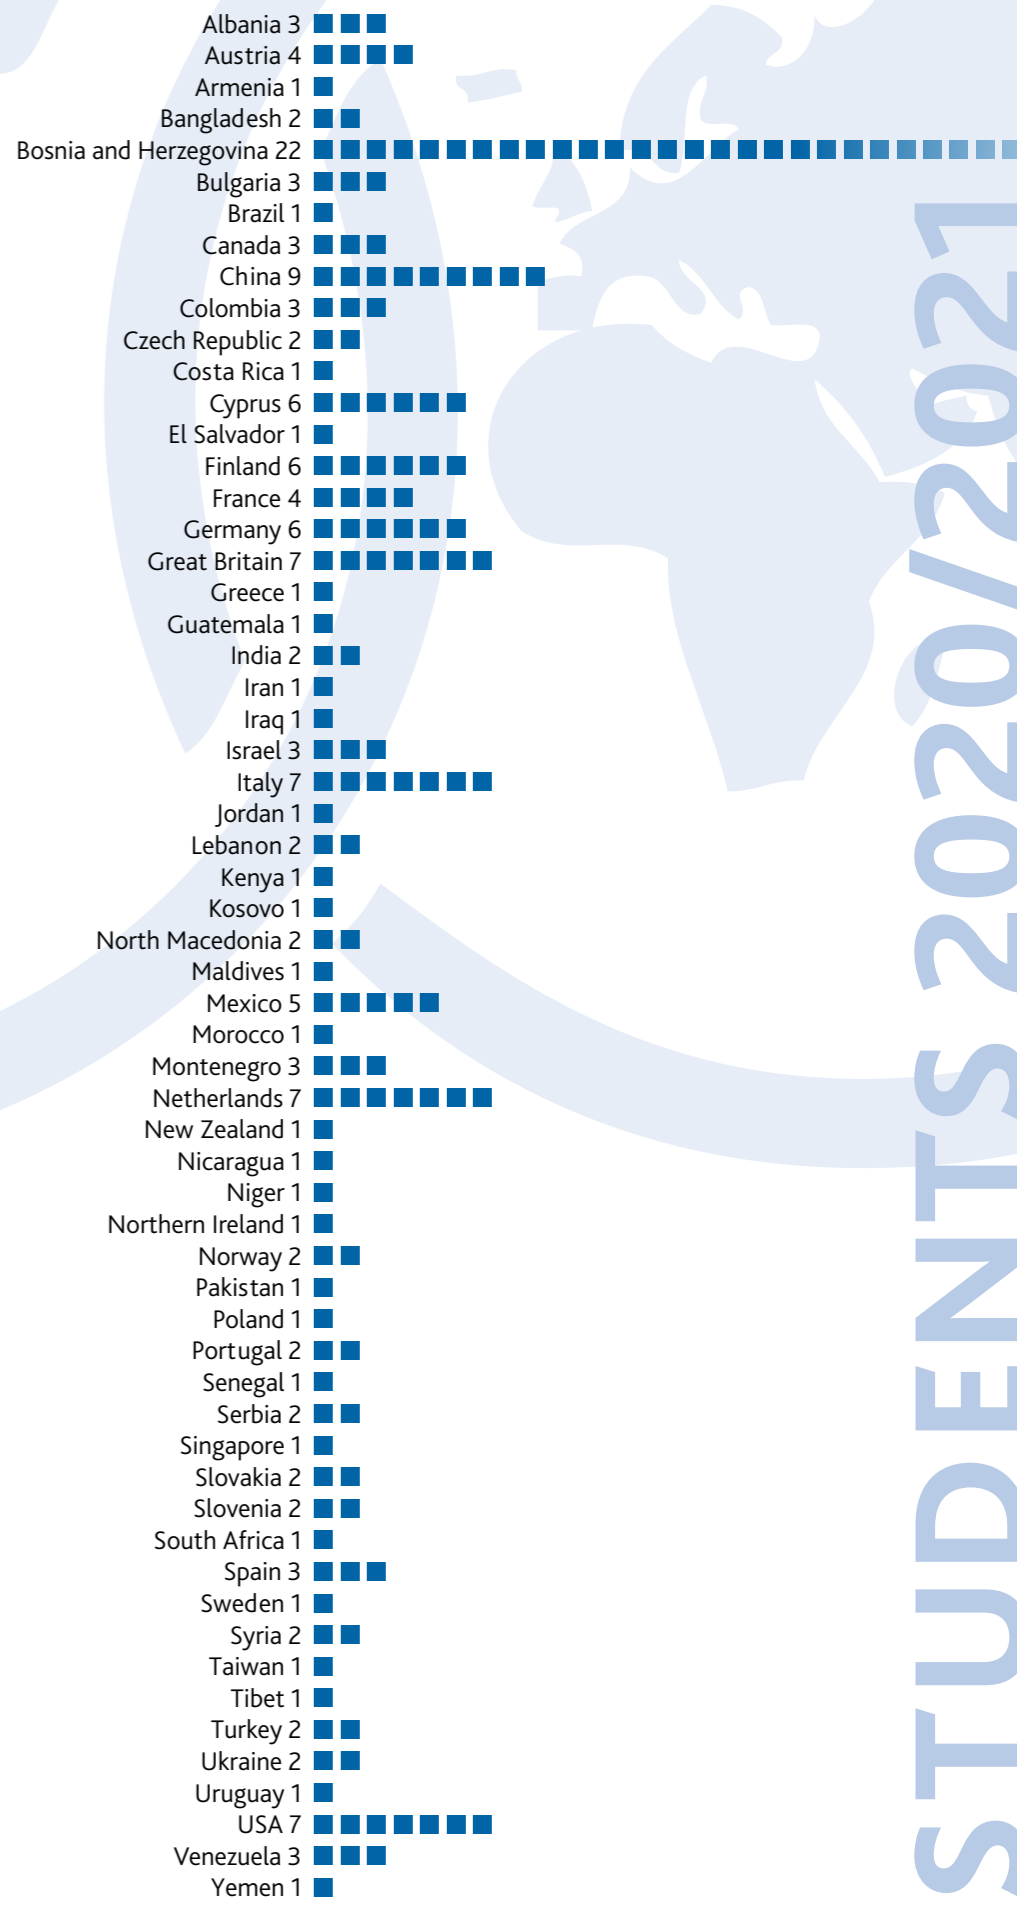 Albania 3
Austria 4
Armenia 1
Bangladesh 2
Bosnia and Herzegovina 22
Bulgaria 3
Brazil 1
Canada 3
China 9
Colombia 3
Czech Republic 2
Costa Rica 1
Cyprus 6
El Salvador 1
Finland 6
France 4
Germany 6
Great Britain 7
Greece 1
Guatemala 1
India 2
Iran 1
Iraq 1
Israel 3
Italy 7
Jordan 1
Lebanon 2
Kenya 1
Kosovo 1
North Macedonia 2
Maldives 1
Mexico 5
Morocco 1
Montenegro 3
Netherlands 7
New Zealand 1
Nicaragua 1
Niger 1
Northern Ireland 1
Norway 2
Pakistan 1
Poland 1
Portugal 2
Senegal 1
Serbia 2
Singapore 1
Slovakia 2
Slovenia 2
South Africa 1
Spain 3
Sweden 1
Syria 2
Taiwan 1
Tibet 1
Turkey 2
Ukraine 2
Uruguay 1
USA 7
Venezuela 3
Yemen 1
STUDENTS 2020/2021